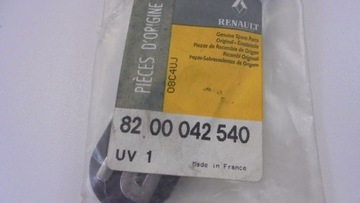 RENAULT
Genuine Spare Parts
Original - Ersatzteile
Piezas de Recambio de Origen
Ricambi Originali
Peças-Sobressalentes de Origem
PIÈCES D'ORIGINE
08C4UJ
82 00 042 540
UV 1
Made in France